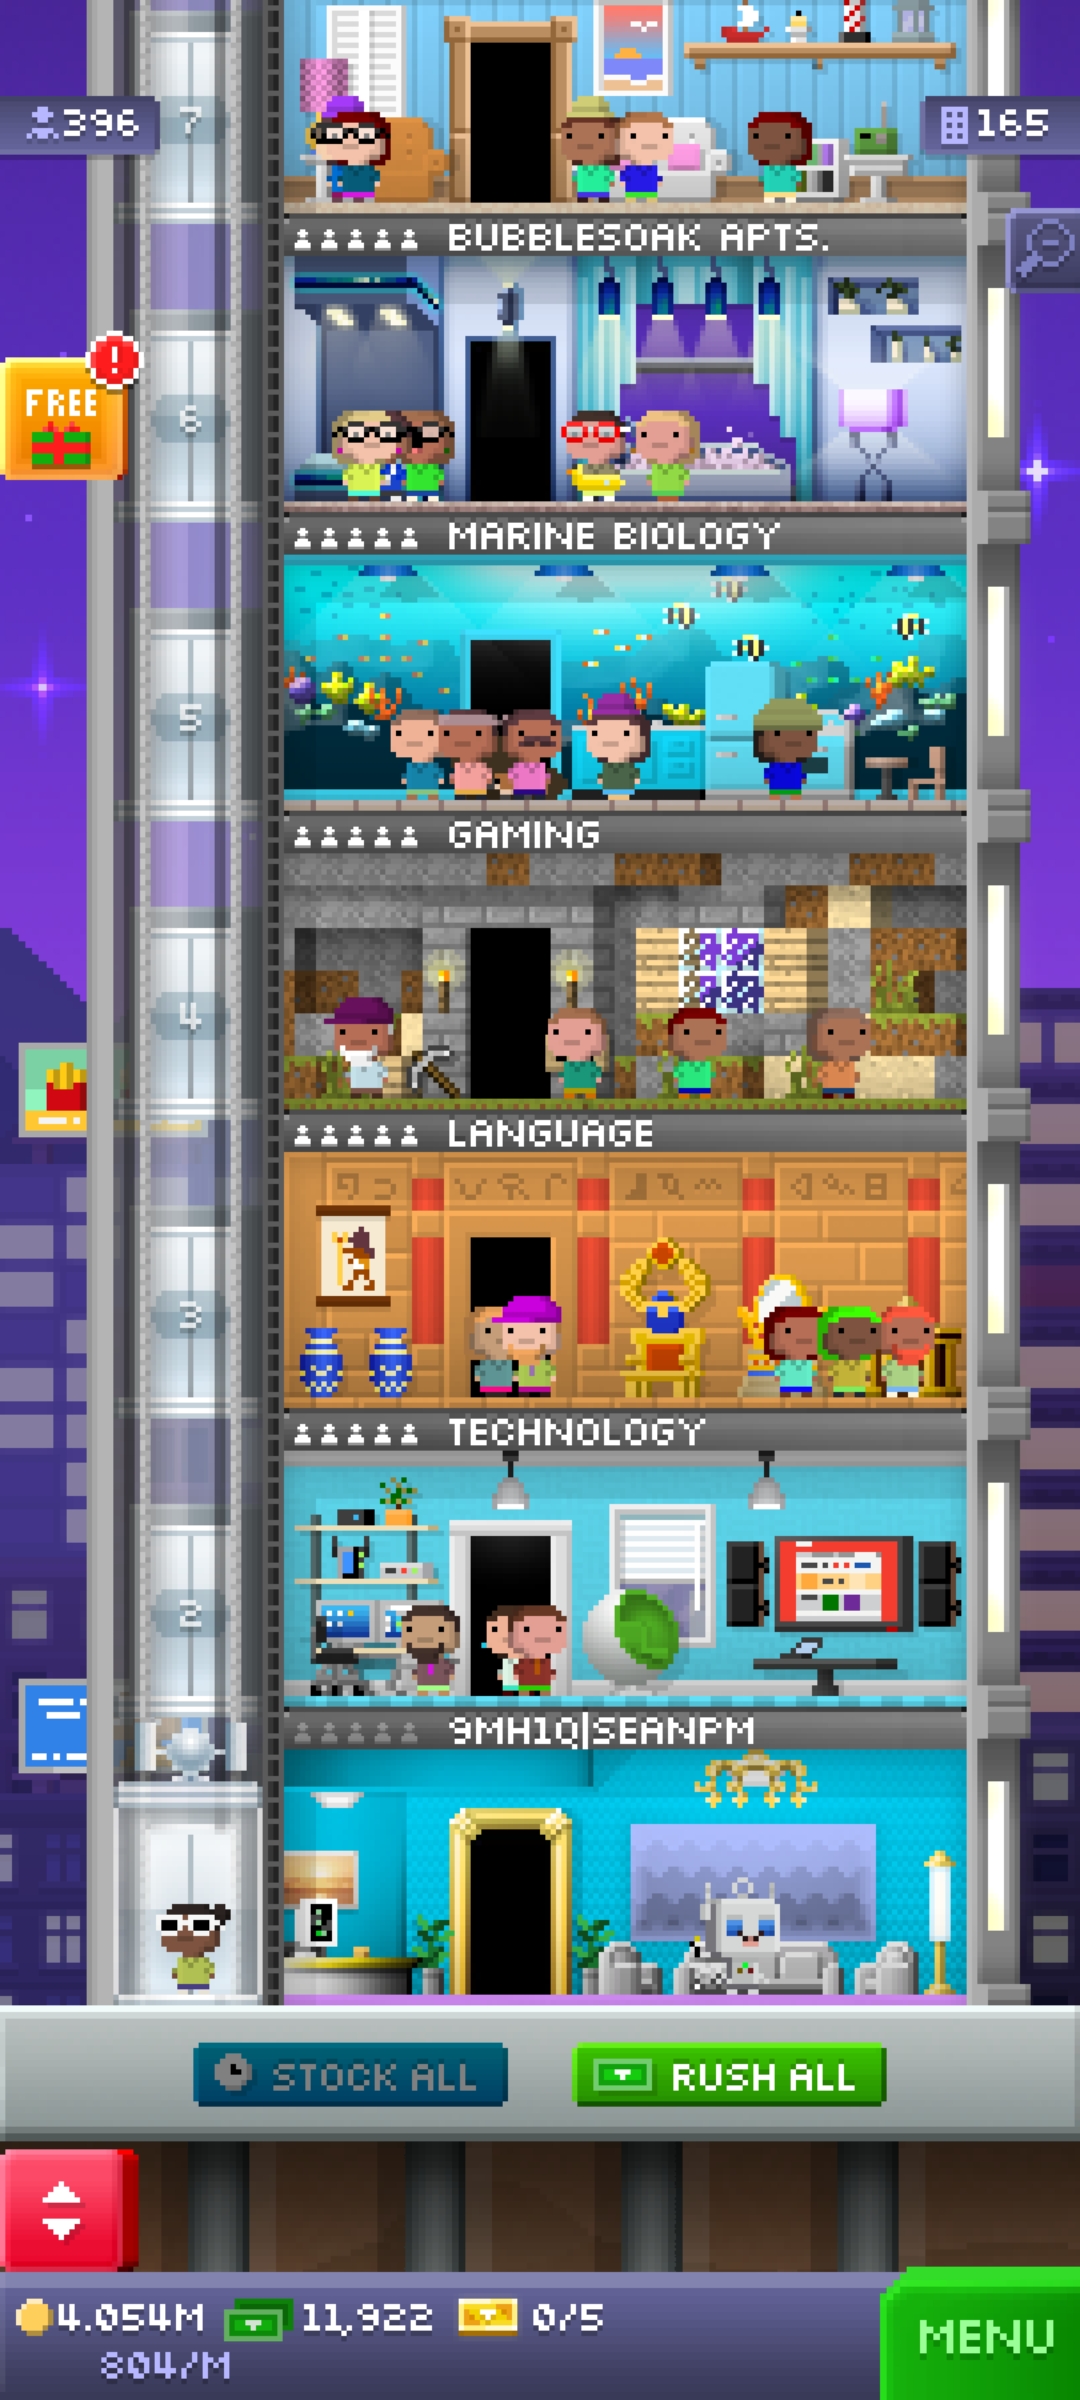 396
7
165
BUBBLESOAK APTS.
FREE
!
6
MARINE BIOLOGY
5
GAMING
4
LANGUAGE
3
TECHNOLOGY
2
9MH1Q|SEANPM
STOCK ALL
RUSH ALL
4.054M
11,922
0/5
804/M
MENU